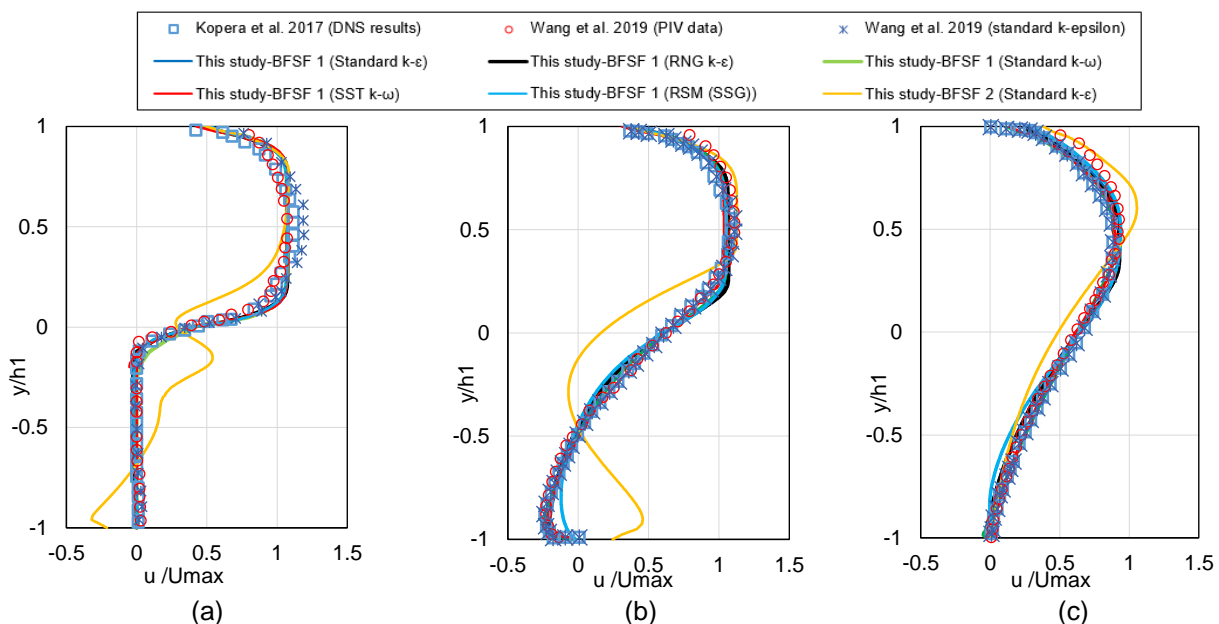 Kopera et al. 2017 (DNS results) Wang et al. 2019 (PIV data) Wang et al. 2019 (standard k-epsilon)
This study-BFSF 1 (Standard k-ε) This study-BFSF 1 (RNG k-ε) This study-BFSF 1 (Standard k-ω)
This study-BFSF 1 (SST k-ω) This study-BFSF 1 (RSM (SSG)) This study-BFSF 2 (Standard k-ε)
1
0.5
0
-0.5
-1
y/h1
-0.5 0 0.5 1 1.5
u /Umax
(a)
1
0.5
0
-0.5
-1
y/h1
-0.5 0 0.5 1 1.5
u /Umax
(b)
1
0.5
0
-0.5
-1
y/h1
-0.5 0 0.5 1 1.5
u /Umax
(c)